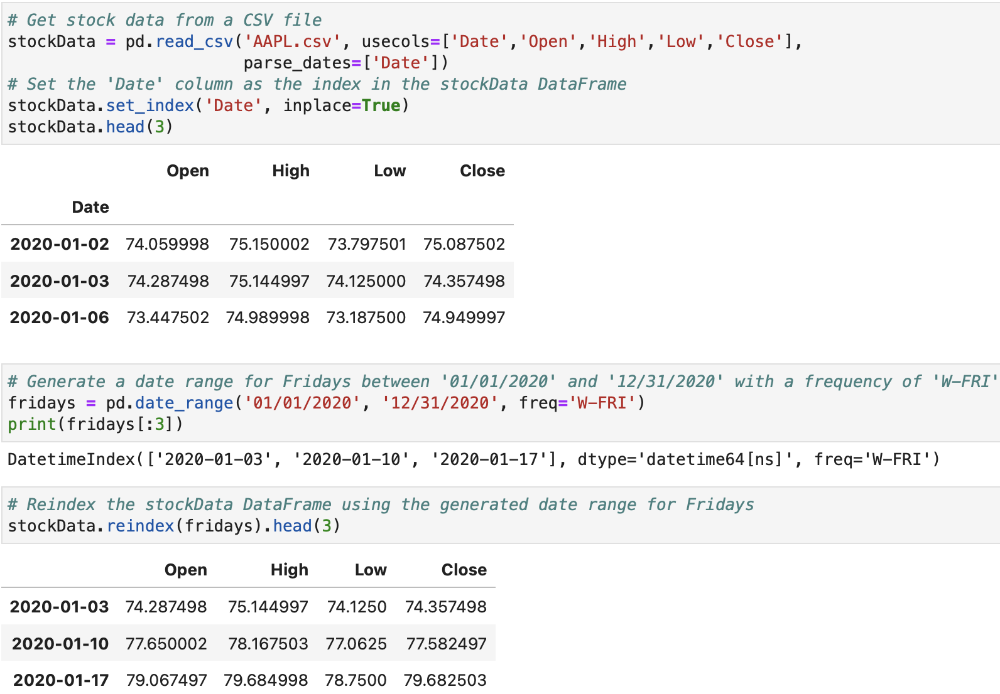 # Get stock data from a CSV file
stockData = pd.read_csv('AAPL.csv', usecols=['Date','Open','High','Low','Close'],
                        parse_dates=['Date'])
# Set the 'Date' column as the index in the stockData DataFrame
stockData.set_index('Date', inplace=True)
stockData.head(3)
Open High Low Close
Date
2020-01-02 74.059998 75.150002 73.797501 75.087502
2020-01-03 74.287498 75.144997 74.125000 74.357498
2020-01-06 73.447502 74.989998 73.187500 74.949997
# Generate a date range for Fridays between '01/01/2020' and '12/31/2020' with a frequency of 'W-FRI'
fridays = pd.date_range('01/01/2020', '12/31/2020', freq='W-FRI')
print(fridays[:3])
DatetimeIndex(['2020-01-03', '2020-01-10', '2020-01-17'], dtype='datetime64[ns]', freq='W-FRI')
# Reindex the stockData DataFrame using the generated date range for Fridays
stockData.reindex(fridays).head(3)
Open High Low Close
2020-01-03 74.287498 75.144997 74.1250 74.357498
2020-01-10 77.650002 78.167503 77.0625 77.582497
2020-01-17 79.067497 79.684998 78.7500 79.682503